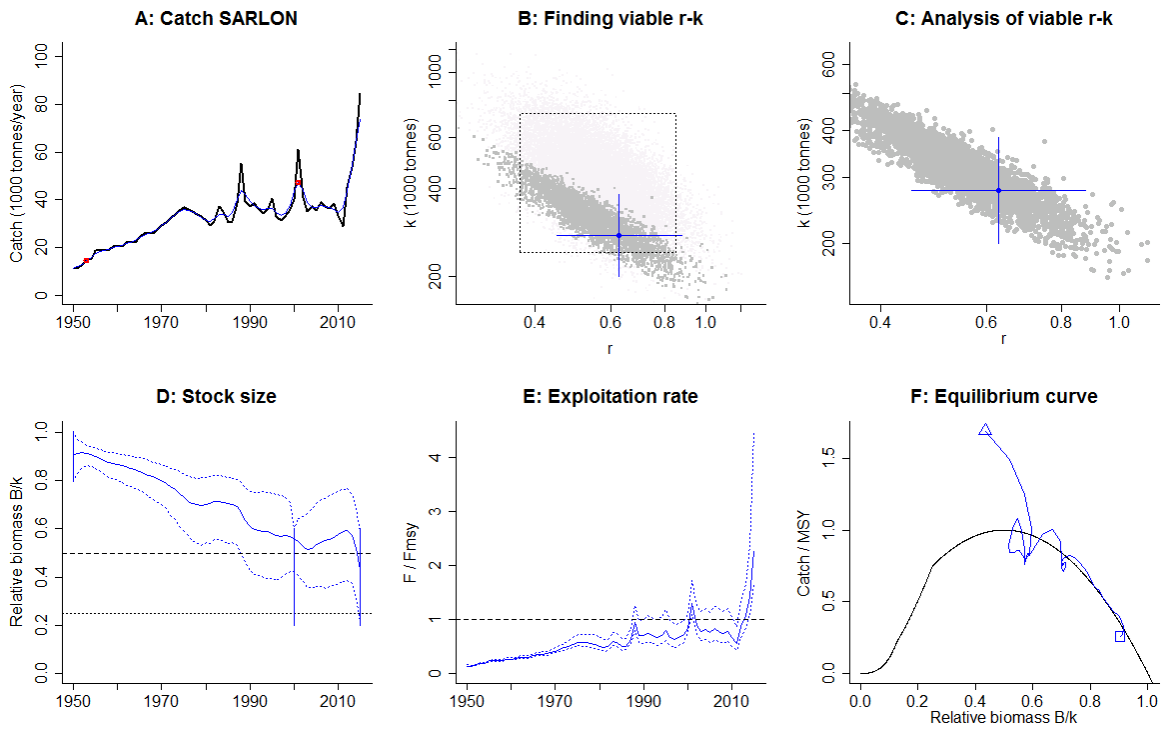 A: Catch SARLON
Catch (1000 tonnes/year)
0 20 40 60 80 100
1950 1970 1990 2010
B: Finding viable r-k
k (1000 tonnes)
200 400 600 1000
0.4 0.6 0.8 1.0
r
C: Analysis of viable r-k
k (1000 tonnes)
200 300 400 600
0.4 0.6 0.8 1.0
r
D: Stock size
Relative biomass B/k
0.0 0.2 0.4 0.6 0.8 1.0
1950 1970 1990 2010
E: Exploitation rate
F / Fmsy
0 1 2 3 4
1950 1970 1990 2010
F: Equilibrium curve
Catch / MSY
0.0 0.5 1.0 1.5
0.0 0.2 0.4 0.6 0.8 1.0
Relative biomass B/k